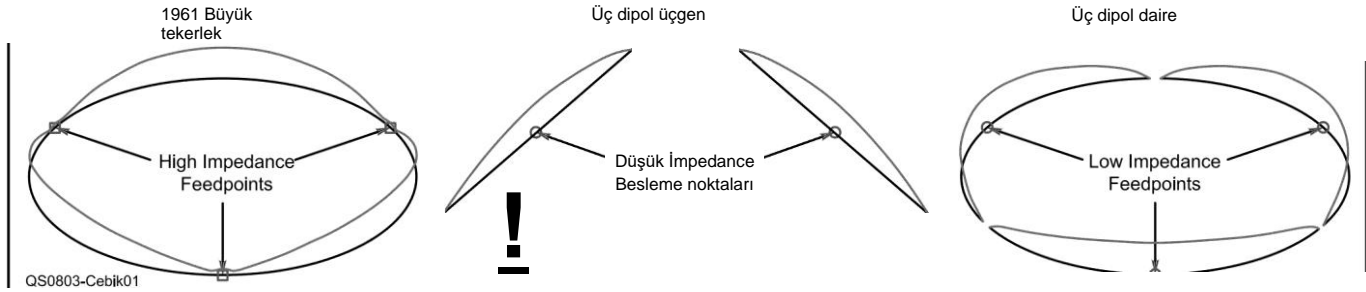 1961 Büyük
tekerlek
Üç dipol üçgen
Üç dipol daire
High Impedance
Feedpoints
Düşük İmpedance
Besleme noktaları
!
Low Impedance
Feedpoints
QS0803-Cebik01